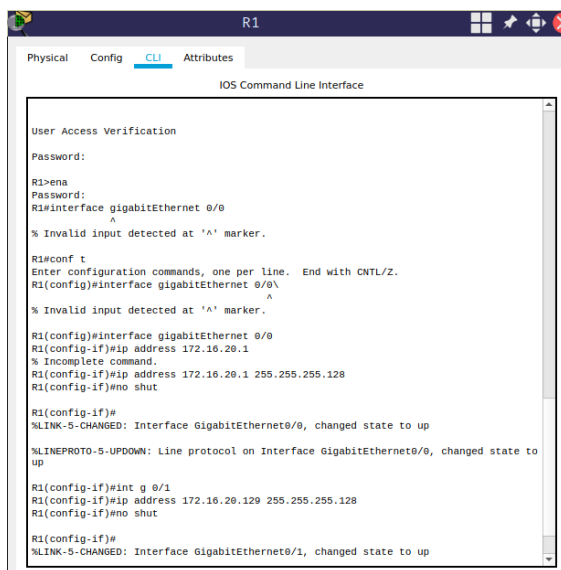 R1
Physical Config CLI Attributes
IOS Command Line Interface
User Access Verification
Password:
R1>ena
Password:
R1#interface gigabitEthernet 0/0
^
% Invalid input detected at '^' marker.
R1#conf t
Enter configuration commands, one per line. End with CNTL/Z.
R1(config)#interface gigabitEthernet 0/0\
^
% Invalid input detected at '^' marker.
R1(config)#interface gigabitEthernet 0/0
R1(config-if)#ip address 172.16.20.1
% Incomplete command.
R1(config-if)#ip address 172.16.20.1 255.255.255.128
R1(config-if)#no shut
R1(config-if)#
%LINK-5-CHANGED: Interface GigabitEthernet0/0, changed state to up
%LINEPROTO-5-UPDOWN: Line protocol on Interface GigabitEthernet0/0, changed state to
up
R1(config-if)#int g 0/1
R1(config-if)#ip address 172.16.20.129 255.255.255.128
R1(config-if)#no shut
R1(config-if)#
%LINK-5-CHANGED: Interface GigabitEthernet0/1, changed state to up